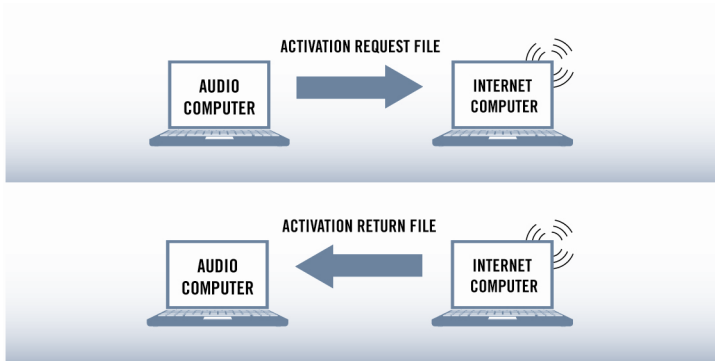 ACTIVATION REQUEST FILE
AUDIO
COMPUTER
INTERNET
COMPUTER
ACTIVATION RETURN FILE
AUDIO
COMPUTER
INTERNET
COMPUTER